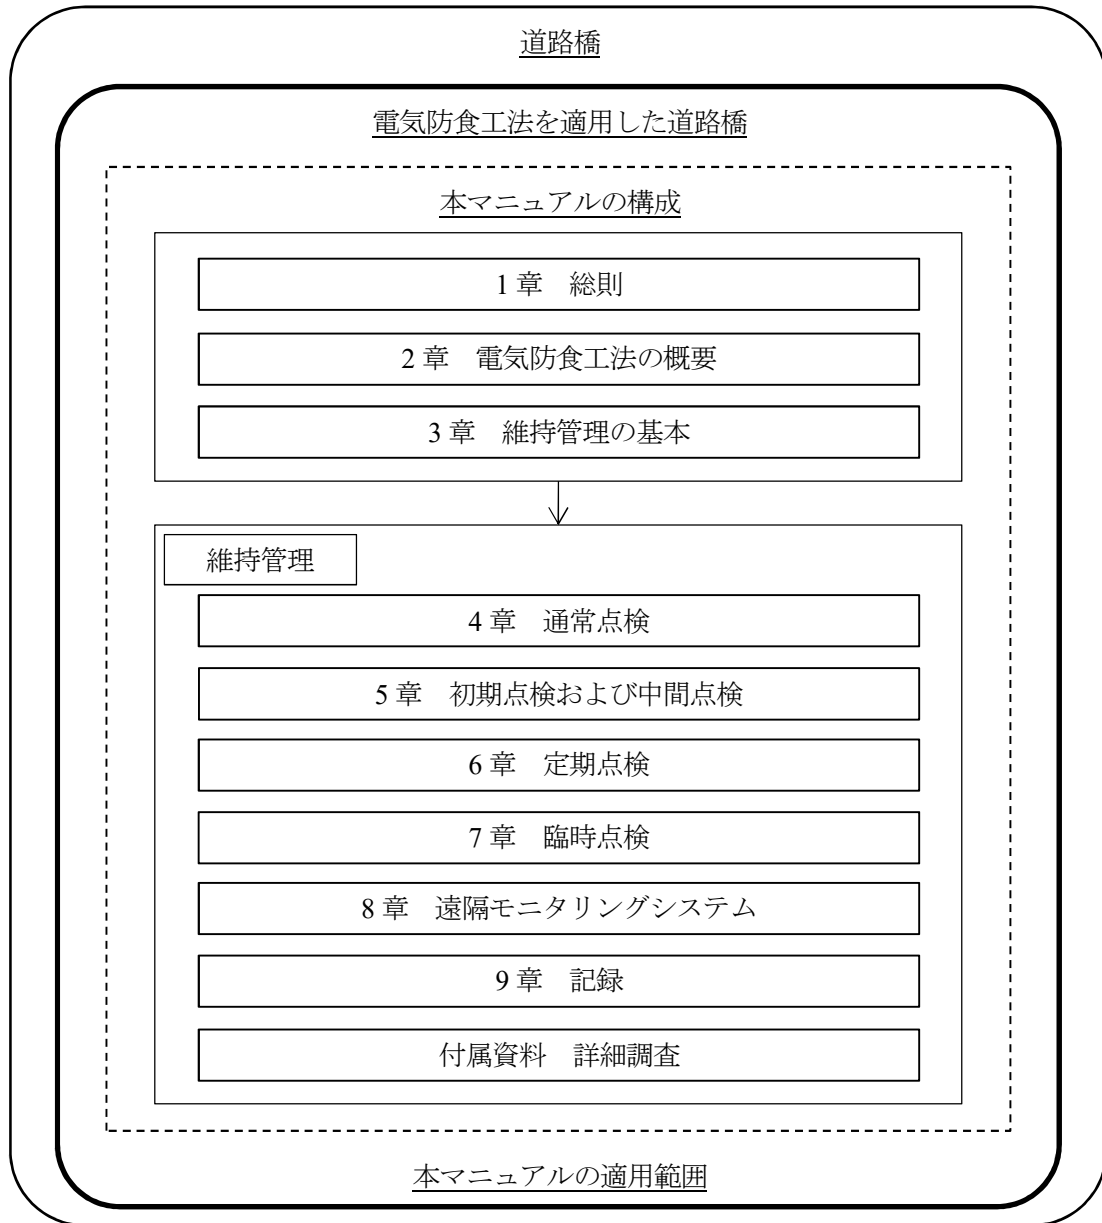 道路橋
電気防食工法を適用した道路橋
本マニュアルの構成
1 章　総則
2 章　電気防食工法の概要
3 章　維持管理の基本
維持管理
4 章　通常点検
5 章　初期点検および中間点検
6 章　定期点検
7 章　臨時点検
8 章　遠隔モニタリングシステム
9 章　記録
付属資料　詳細調査
本マニュアルの適用範囲